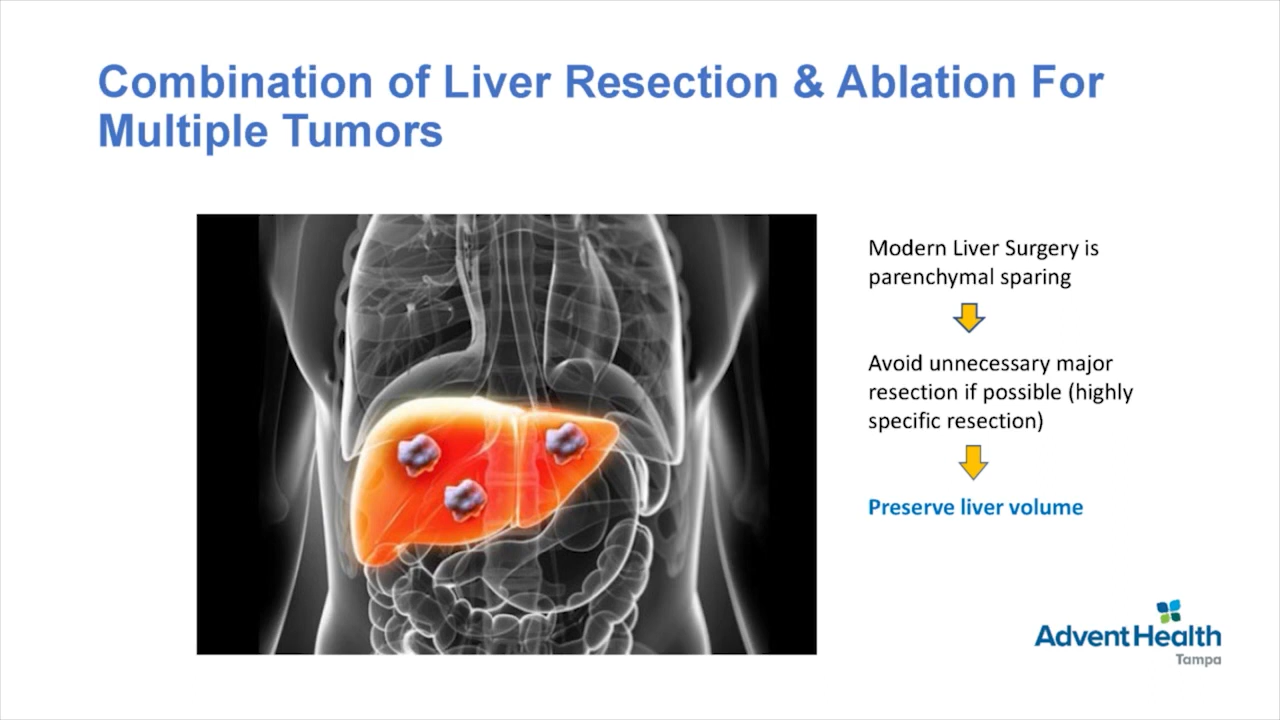 Combination of Liver Resection & Ablation For
Multiple Tumors
Modern Liver Surgery is
parenchymal sparing
Avoid unnecessary major
resection if possible (highly
specific resection)
Preserve liver volume
AdventHealth
Tampa